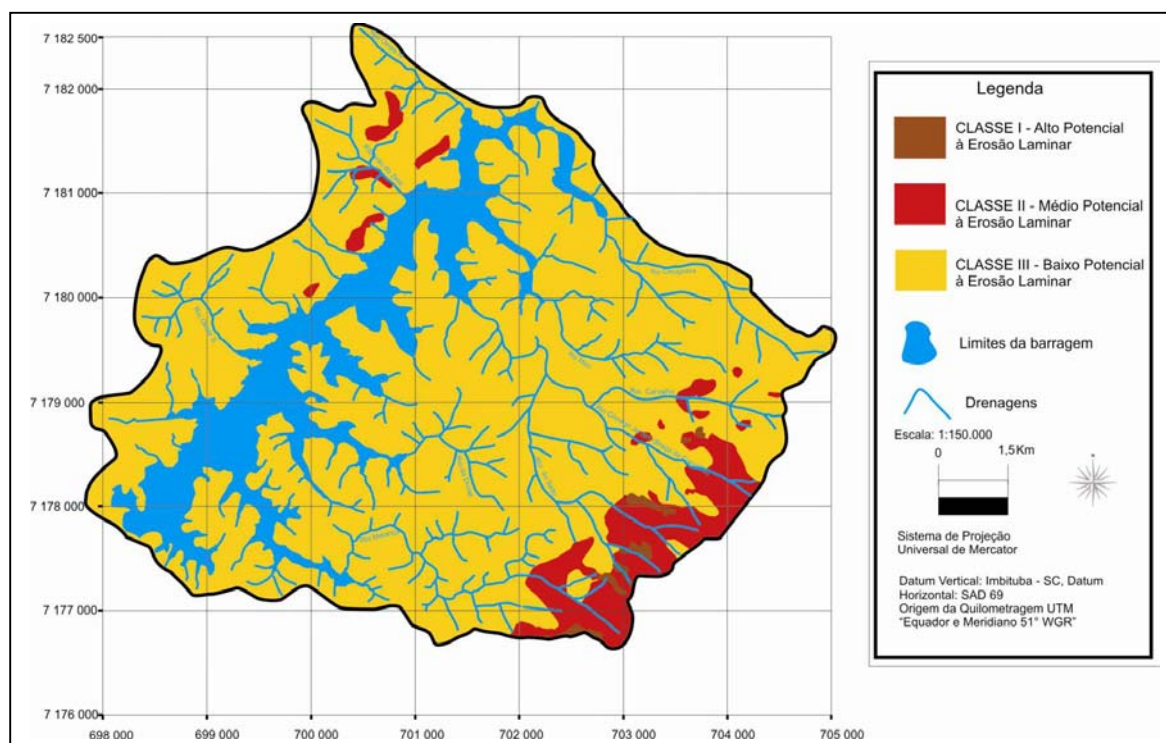 7 182 500
7 182 000
7 181 000
7 180 000
7 179 000
7 178 000
7 177 000
7 176 000
698 000
699 000
700 000
701 000
702 000
703 000
704 000
705 000
Rio Carvalho
Legenda
CLASSE I - Alto Potencial
à Erosão Laminar
CLASSE II - Médio Potencial
à Erosão Laminar
CLASSE III - Baixo Potencial
à Erosão Laminar
Limites da barragem
Drenagens
Escala: 1:150.000
0
1,5Km
Sistema de Projeção
Universal de Mercator
Datum Vertical: Imbituba - SC, Datum
Horizontal: SAD 69
Origem da Quilometragem UTM
“Equador e Meridiano 51° WGR”